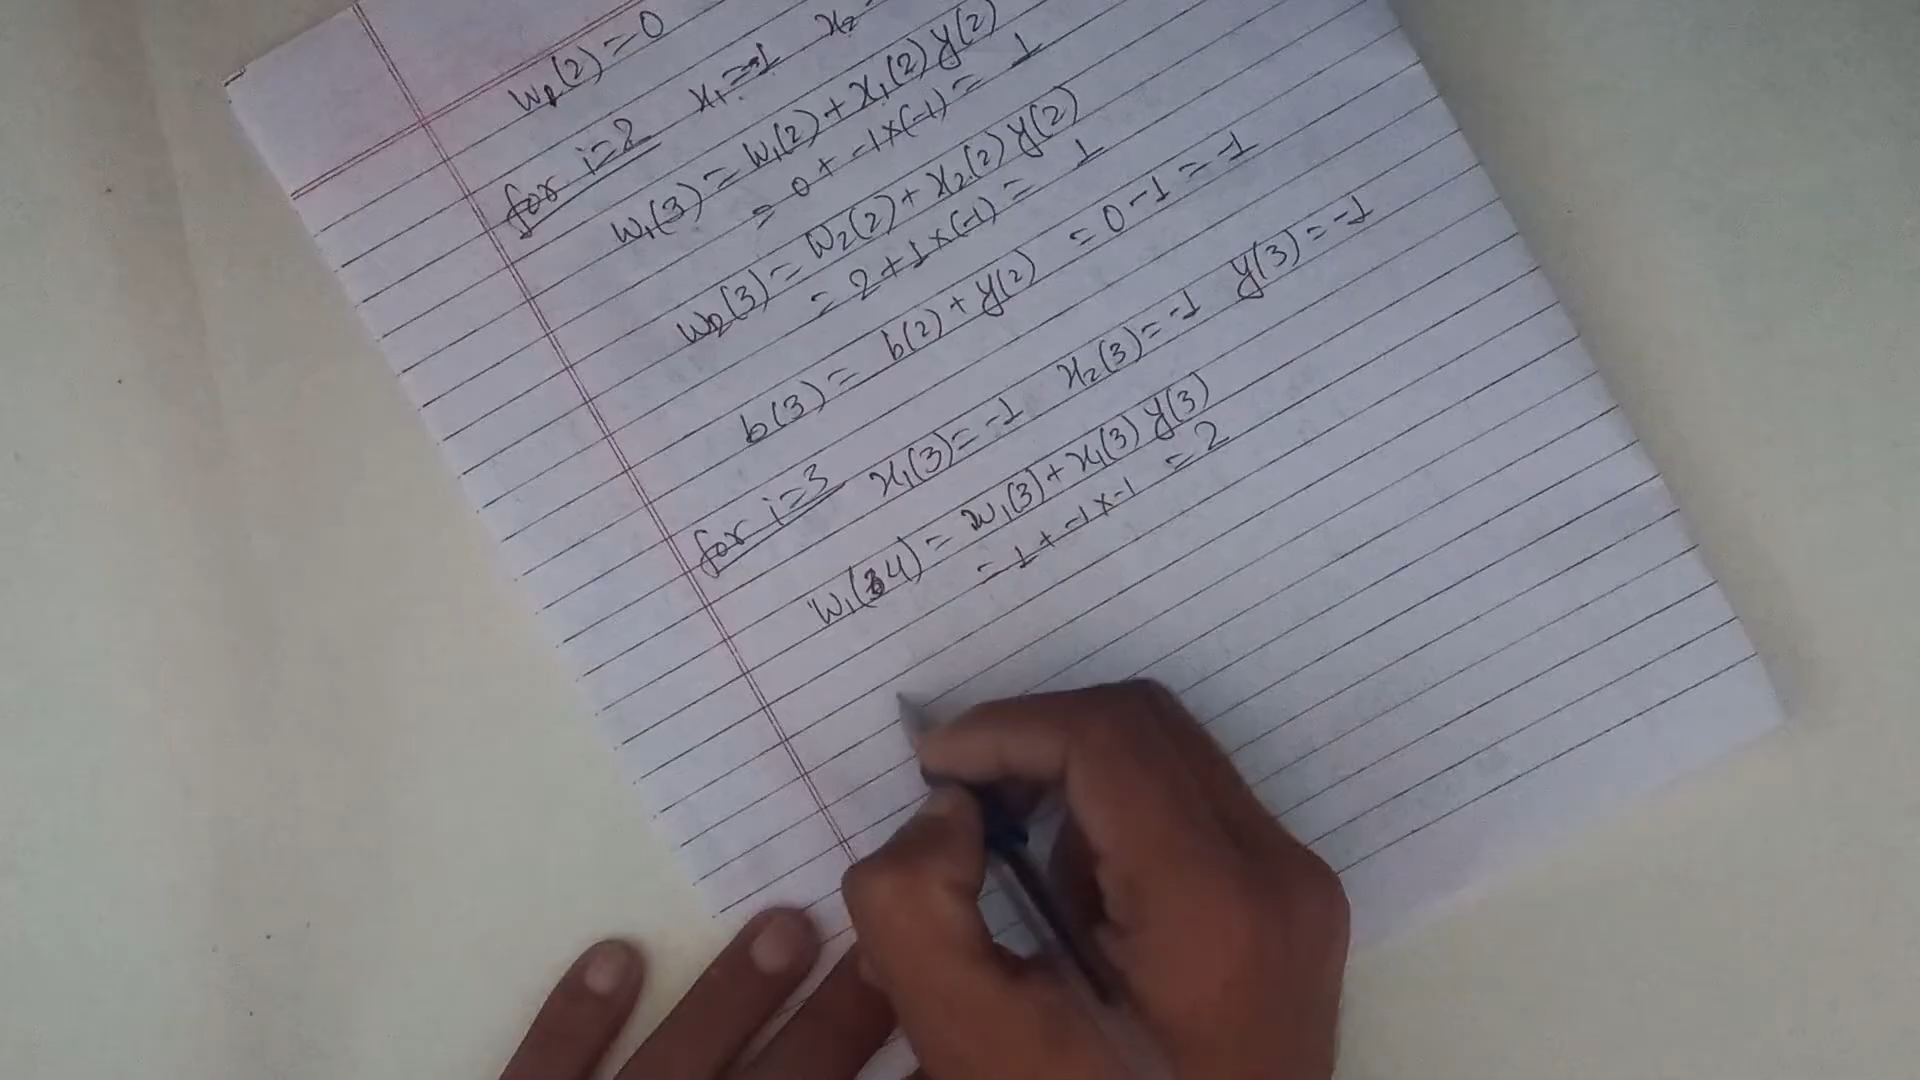 w₂(2) = 0
for i=2 x₁=-1 x₂
w₁(3) = w₁(2) + x₁(2) y(2)
= 0 + -1×(-1) = 1
w₂(3) = w₂(2) + x₂(2) y(2)
= 2 + 1×(-1) = 1
b(3) = b(2) + y(2) = 0 - 1 = -1
for i=3 x₁(3) = -1 x₂(3) = -1 y(3) = -1
w₁(4) = w₁(3) + x₁(3) y(3)
= 1 + -1 × -1 = 2